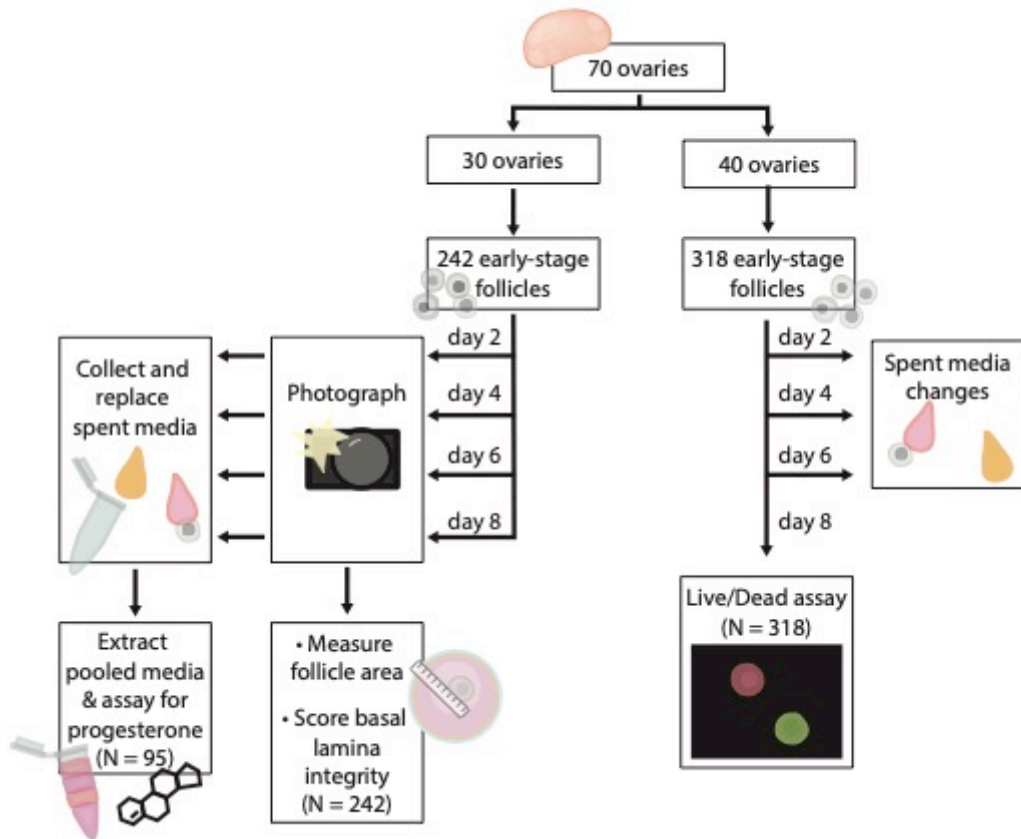 70 ovaries
30 ovaries
40 ovaries
242 early-stage
follicles
318 early-stage
follicles
day 2
day 4
day 6
day 8
day 2
day 4
day 6
day 8
Collect and
replace
spent media
Photograph
Spent media
changes
Extract
pooled media
& assay for
progesterone
(N = 95)
• Measure
follicle area
• Score basal
lamina
integrity
(N = 242)
Live/Dead assay
(N = 318)